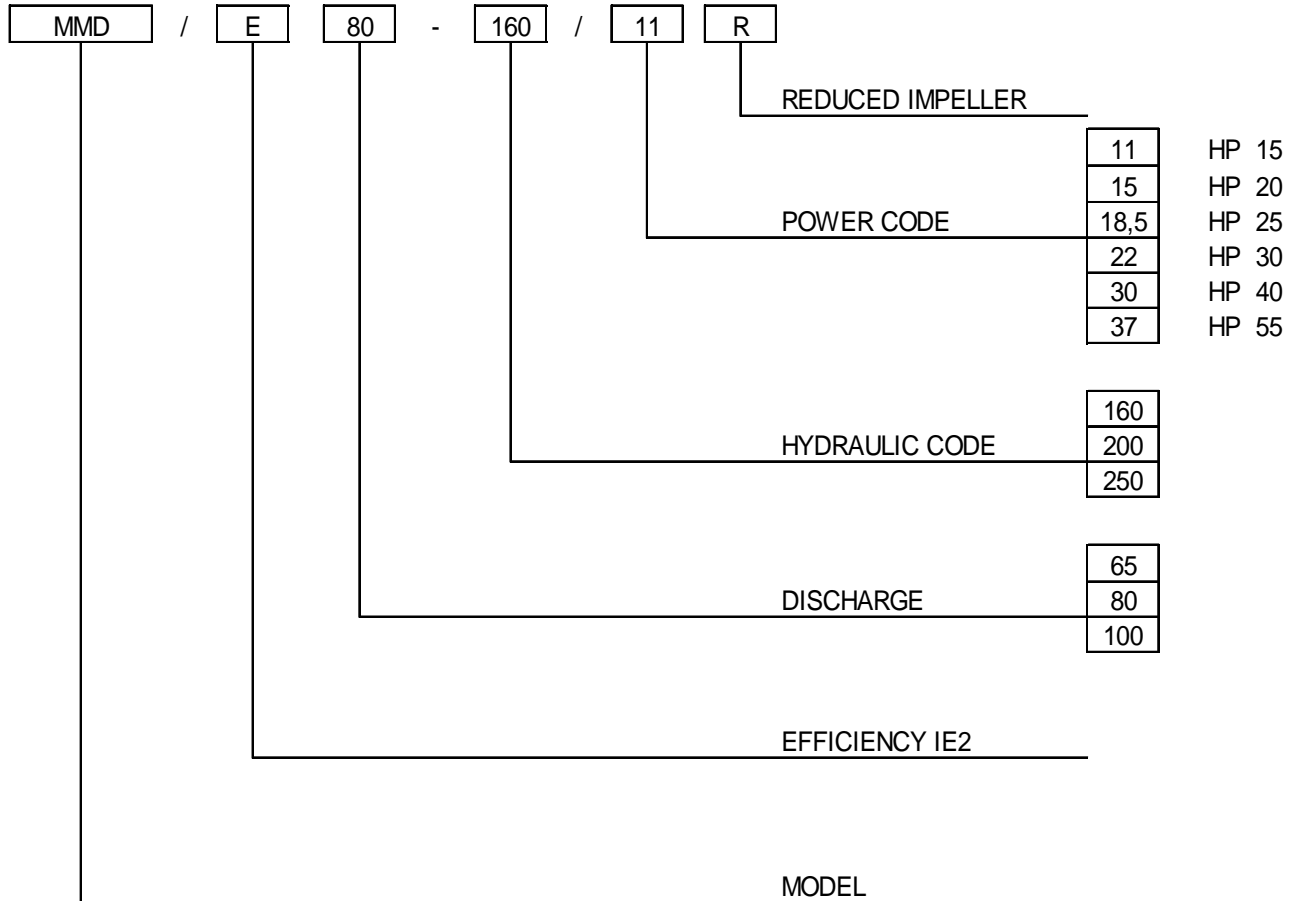 MMD / E 80 - 160 / 11 R
REDUCED IMPELLER
11 HP 15
15 HP 20
POWER CODE 18,5 HP 25
22 HP 30
30 HP 40
37 HP 55
160
HYDRAULIC CODE 200
250
65
DISCHARGE 80
100
EFFICIENCY IE2
MODEL